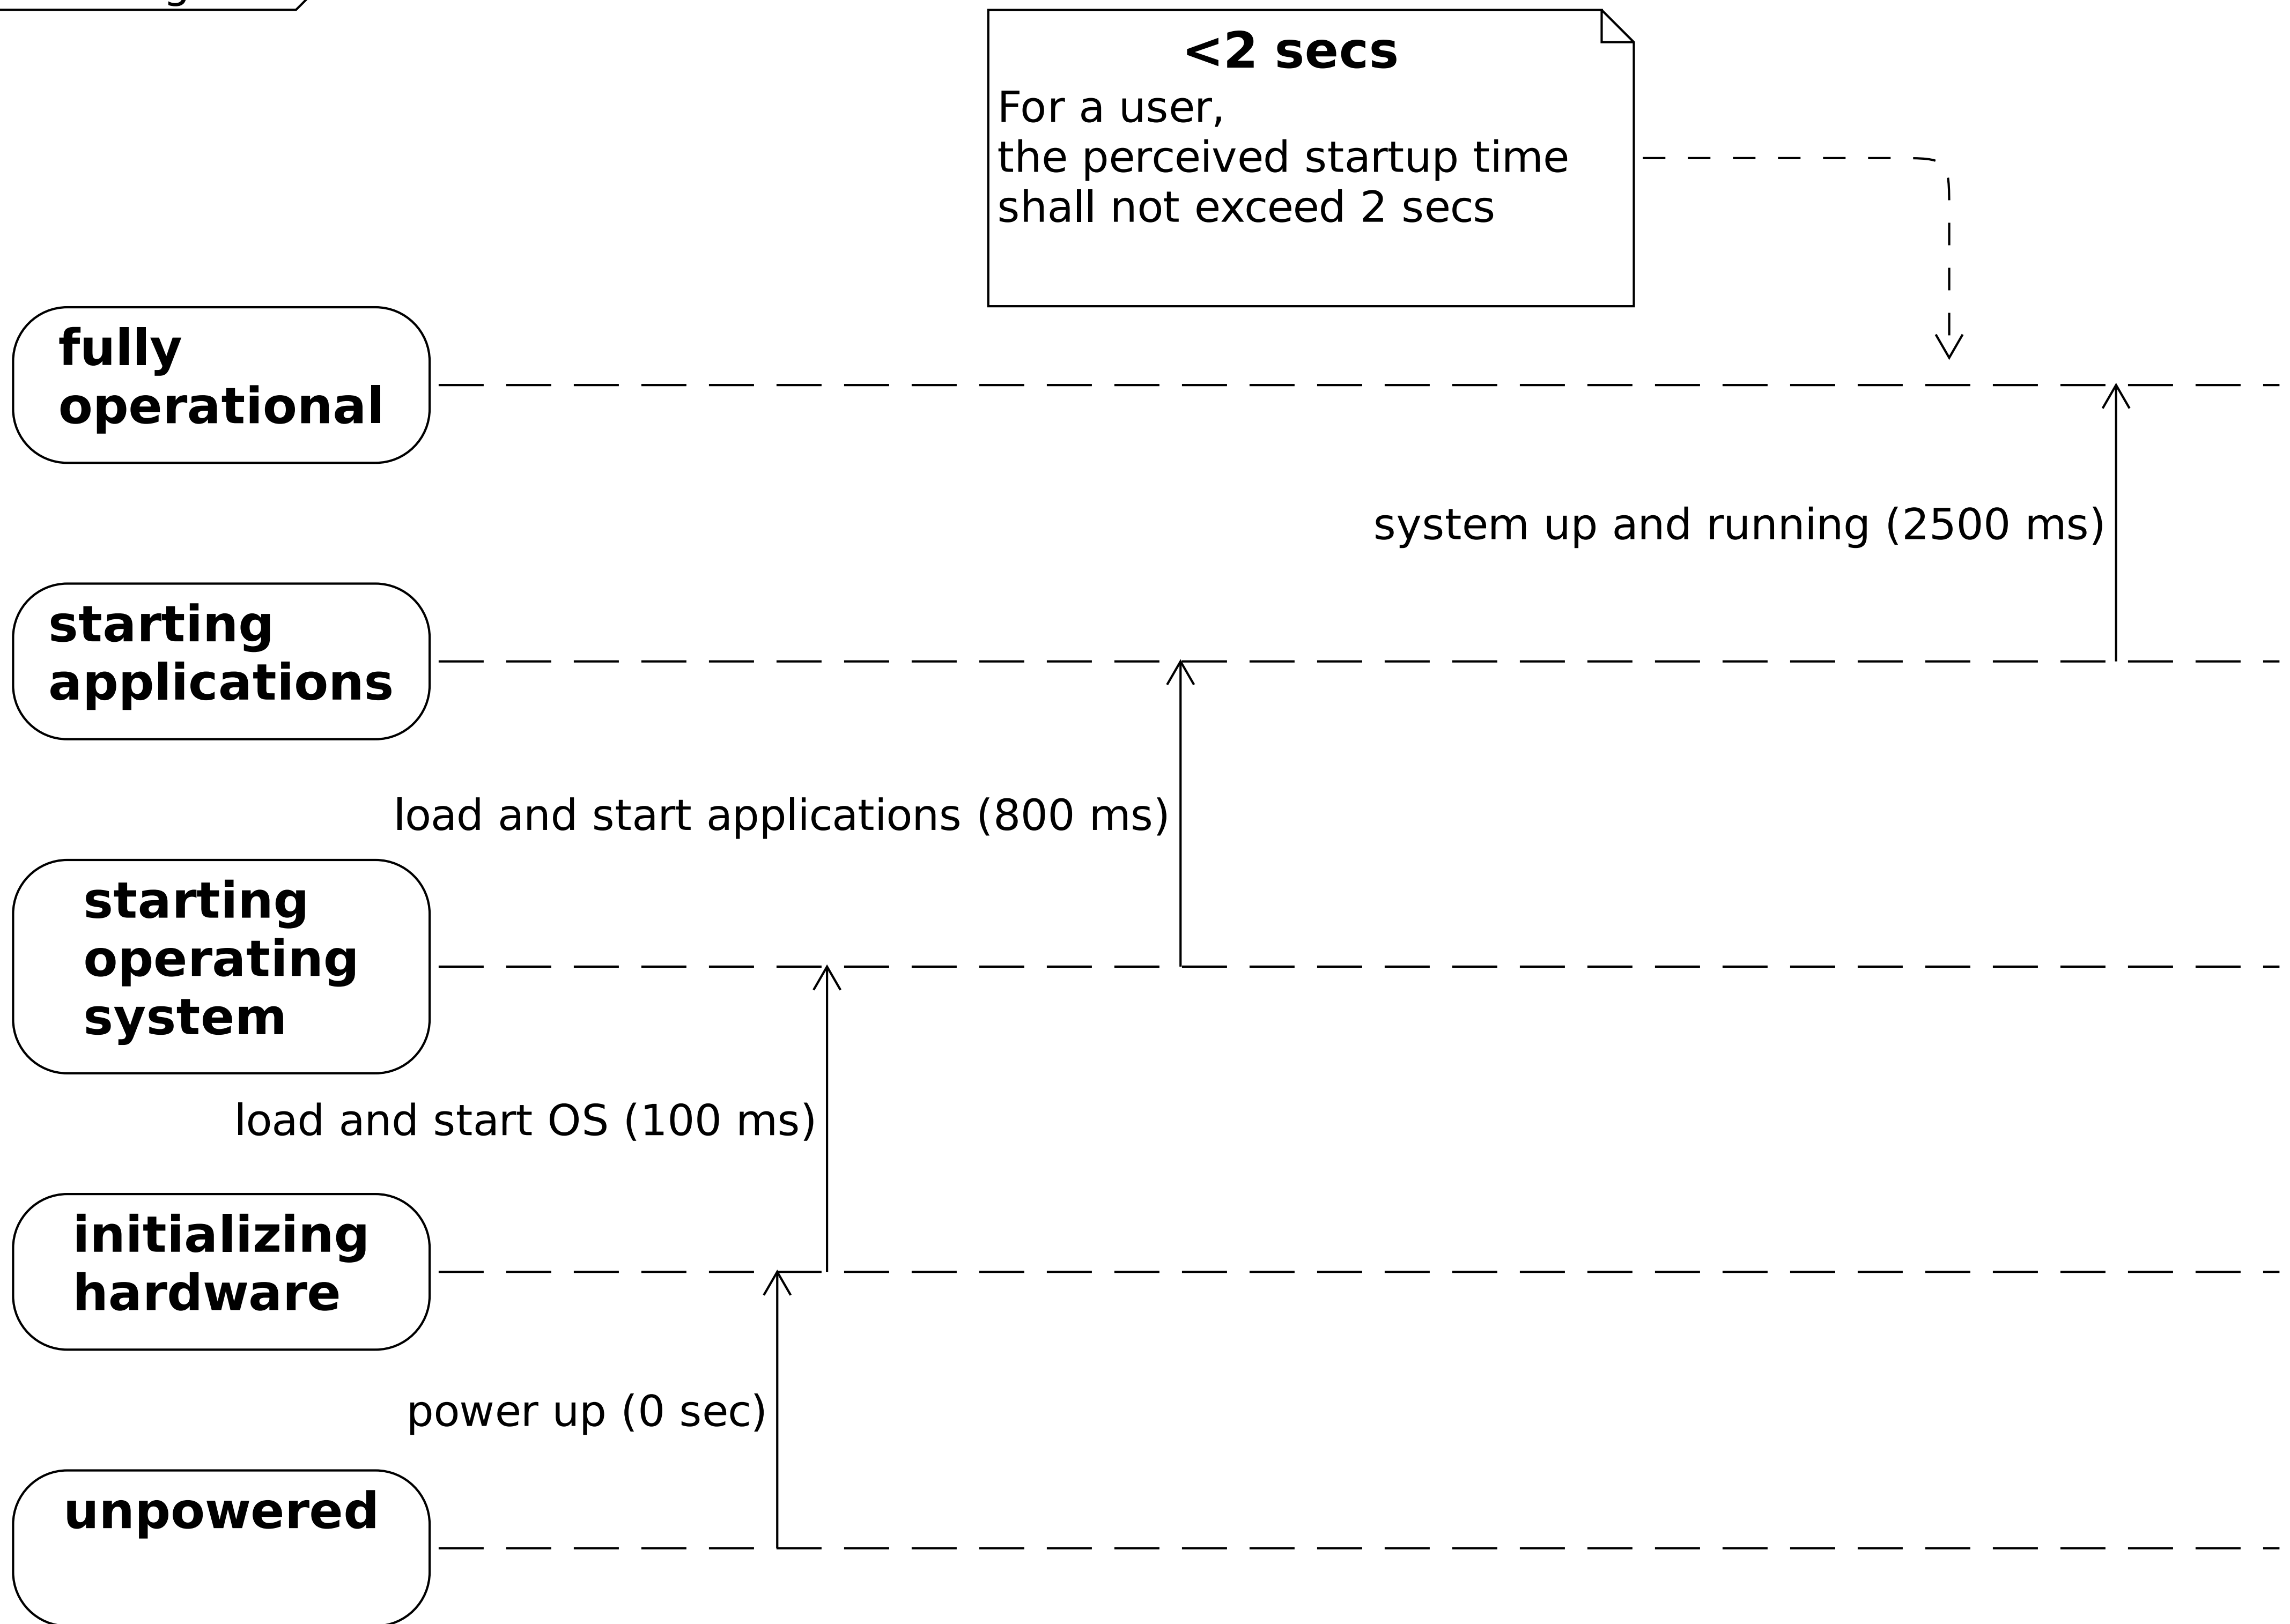 <2 secs
For a user,
the perceived startup time
shall not exceed 2 secs
fully
operational
system up and running (2500 ms)
starting
applications
load and start applications (800 ms)
starting
operating
system
load and start OS (100 ms)
initializing
hardware
power up (0 sec)
unpowered